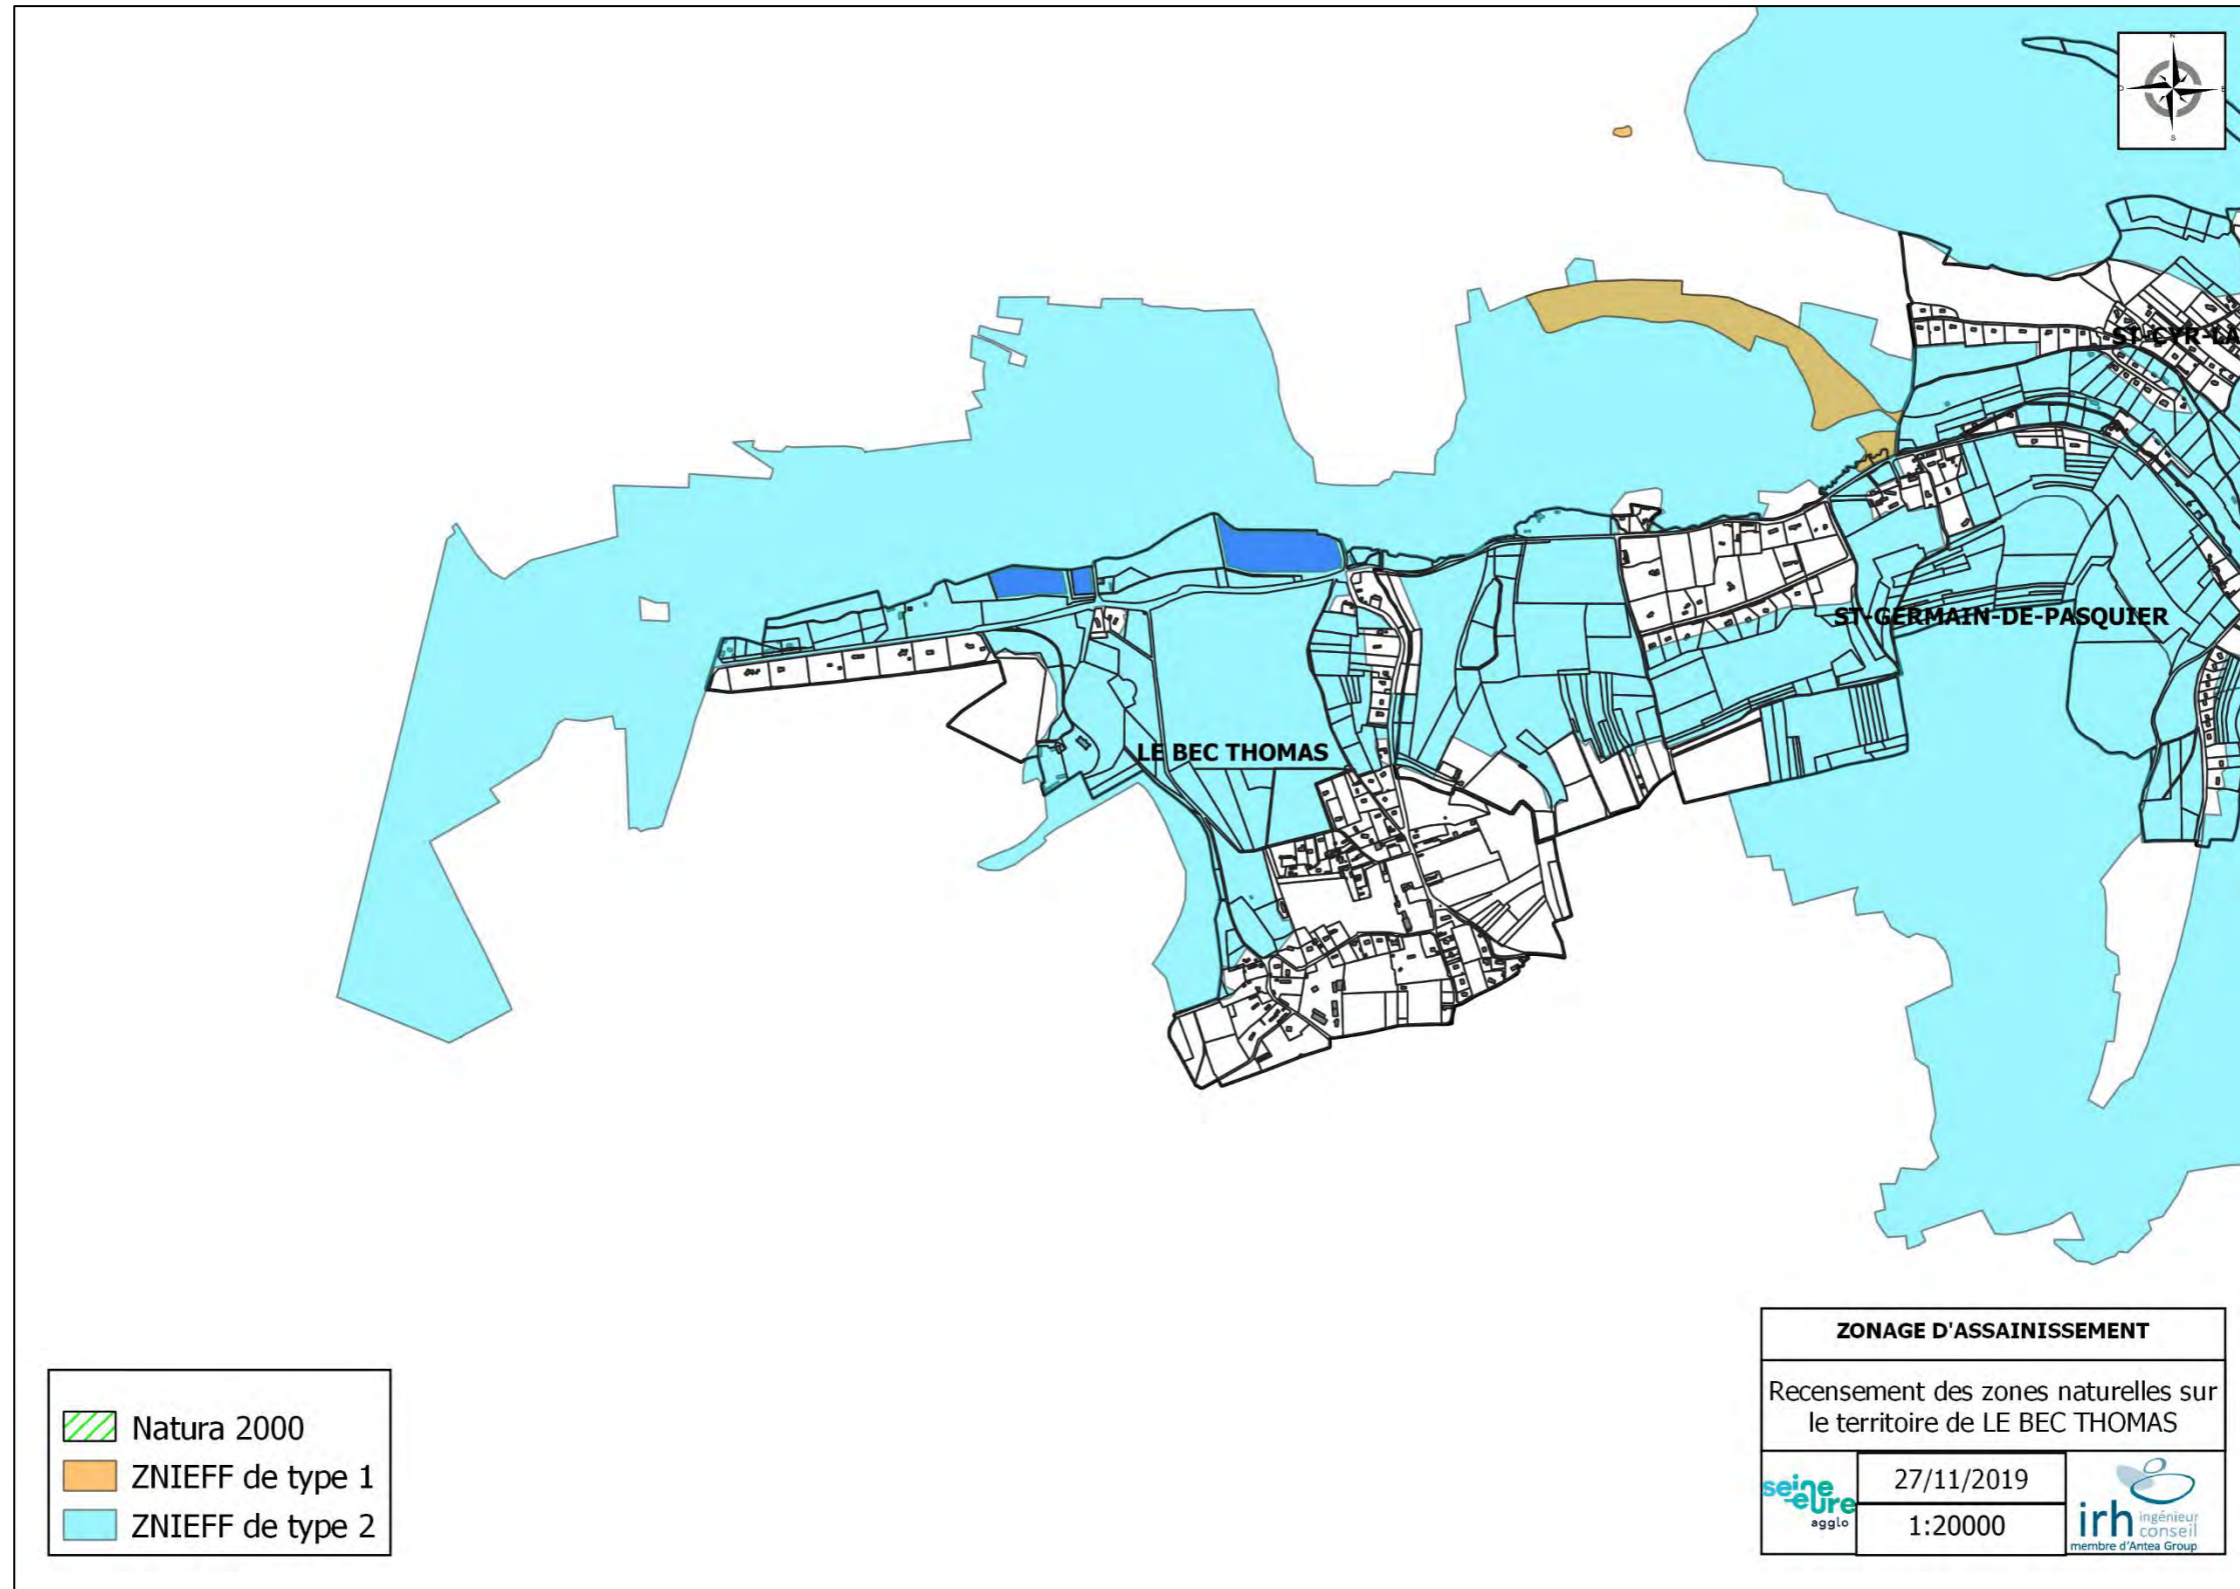 N
O
E
S
ST-CYR-LA
ST-GERMAIN-DE-PASQUIER
LE BEC THOMAS
Natura 2000
ZNIEFF de type 1
ZNIEFF de type 2
ZONAGE D'ASSAINISSEMENT
Recensement des zones naturelles sur
le territoire de LE BEC THOMAS
seine
-eure
agglo
27/11/2019
1:20000
irh ingénieur
conseil
membre d'Antea Group